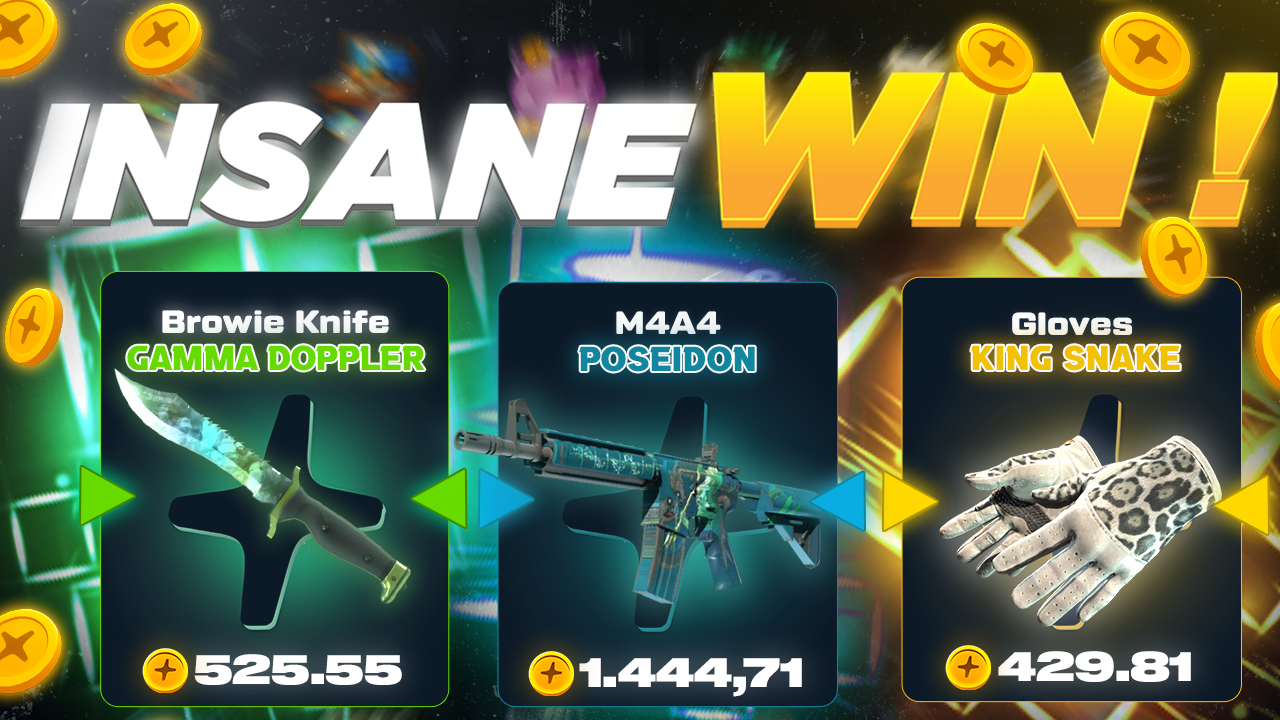 INSANE WIN !
Browie Knife
GAMMA DOPPLER
525.55
M4A4
POSEIDON
1.444,71
Gloves
KING SNAKE
429.81